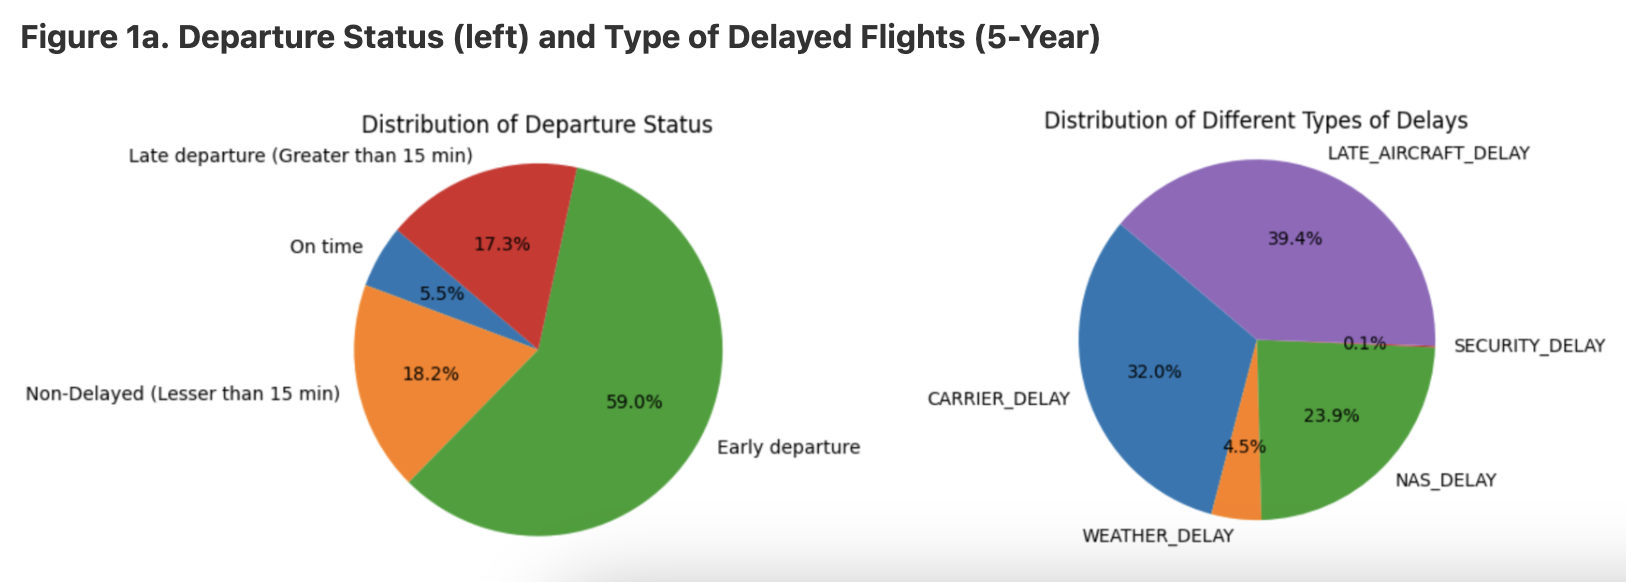 Figure 1a. Departure Status (left) and Type of Delayed Flights (5-Year)
Distribution of Departure Status
Late departure (Greater than 15 min)
17.3%
On time
5.5%
18.2%
Non-Delayed (Lesser than 15 min)
59.0%
Early departure
Distribution of Different Types of Delays
LATE_AIRCRAFT_DELAY
39.4%
0.1%
SECURITY_DELAY
32.0%
CARRIER_DELAY
23.9%
4.5%
NAS_DELAY
WEATHER_DELAY